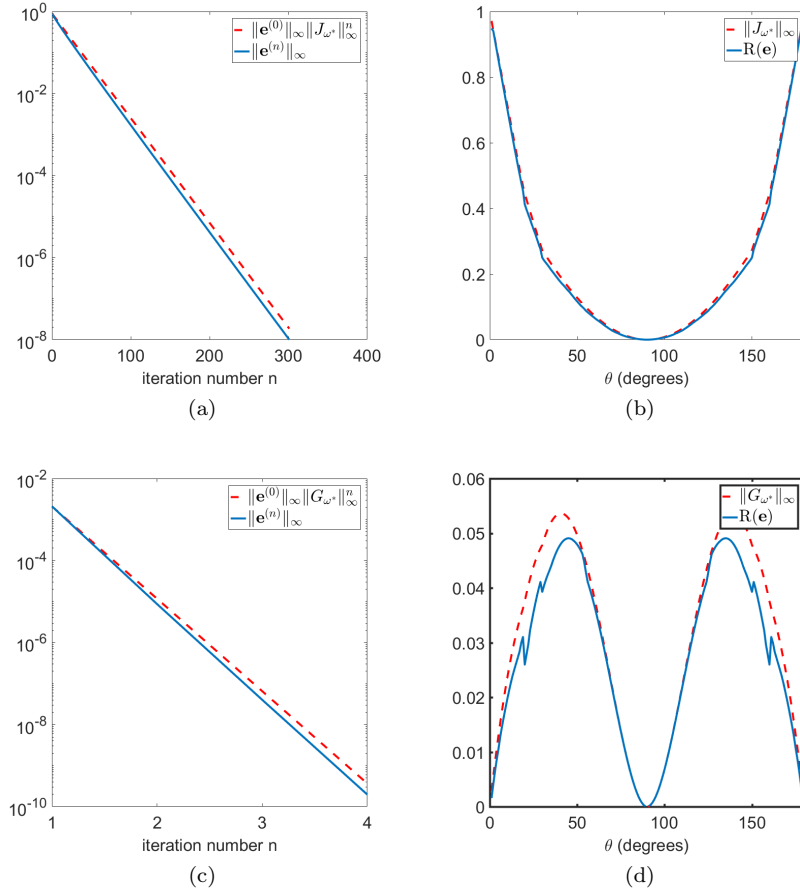 10^0
10^-2
10^-4
10^-6
10^-8
0 100 200 300 400
iteration number n
‖e^(0)‖_∞‖J_ω*‖^n_∞
‖e^(n)‖_∞
(a)
1
0.8
0.6
0.4
0.2
0
0 50 100 150
θ (degrees)
‖J_ω*‖_∞
R(e)
(b)
10^-2
10^-4
10^-6
10^-8
10^-10
1 2 3 4
iteration number n
‖e^(0)‖_∞‖G_ω*‖^n_∞
‖e^(n)‖_∞
(c)
0.06
0.05
0.04
0.03
0.02
0.01
0
0 50 100 150
θ (degrees)
‖G_ω*‖_∞
R(e)
(d)